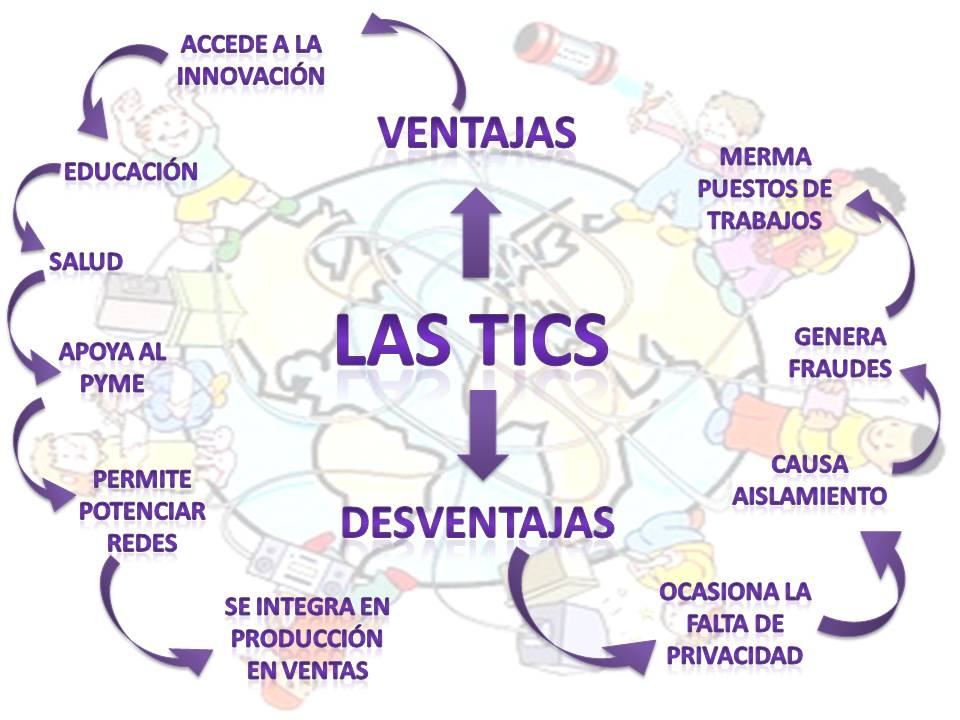 LAS TICS
VENTAJAS
ACCEDE A LA
INNOVACIÓN
EDUCACIÓN
SALUD
APOYA AL
PYME
PERMITE
POTENCIAR
REDES
SE INTEGRA EN
PRODUCCIÓN
EN VENTAS
DESVENTAJAS
OCASIONA LA
FALTA DE
PRIVACIDAD
CAUSA
AISLAMIENTO
GENERA
FRAUDES
MERMA
PUESTOS DE
TRABAJOS